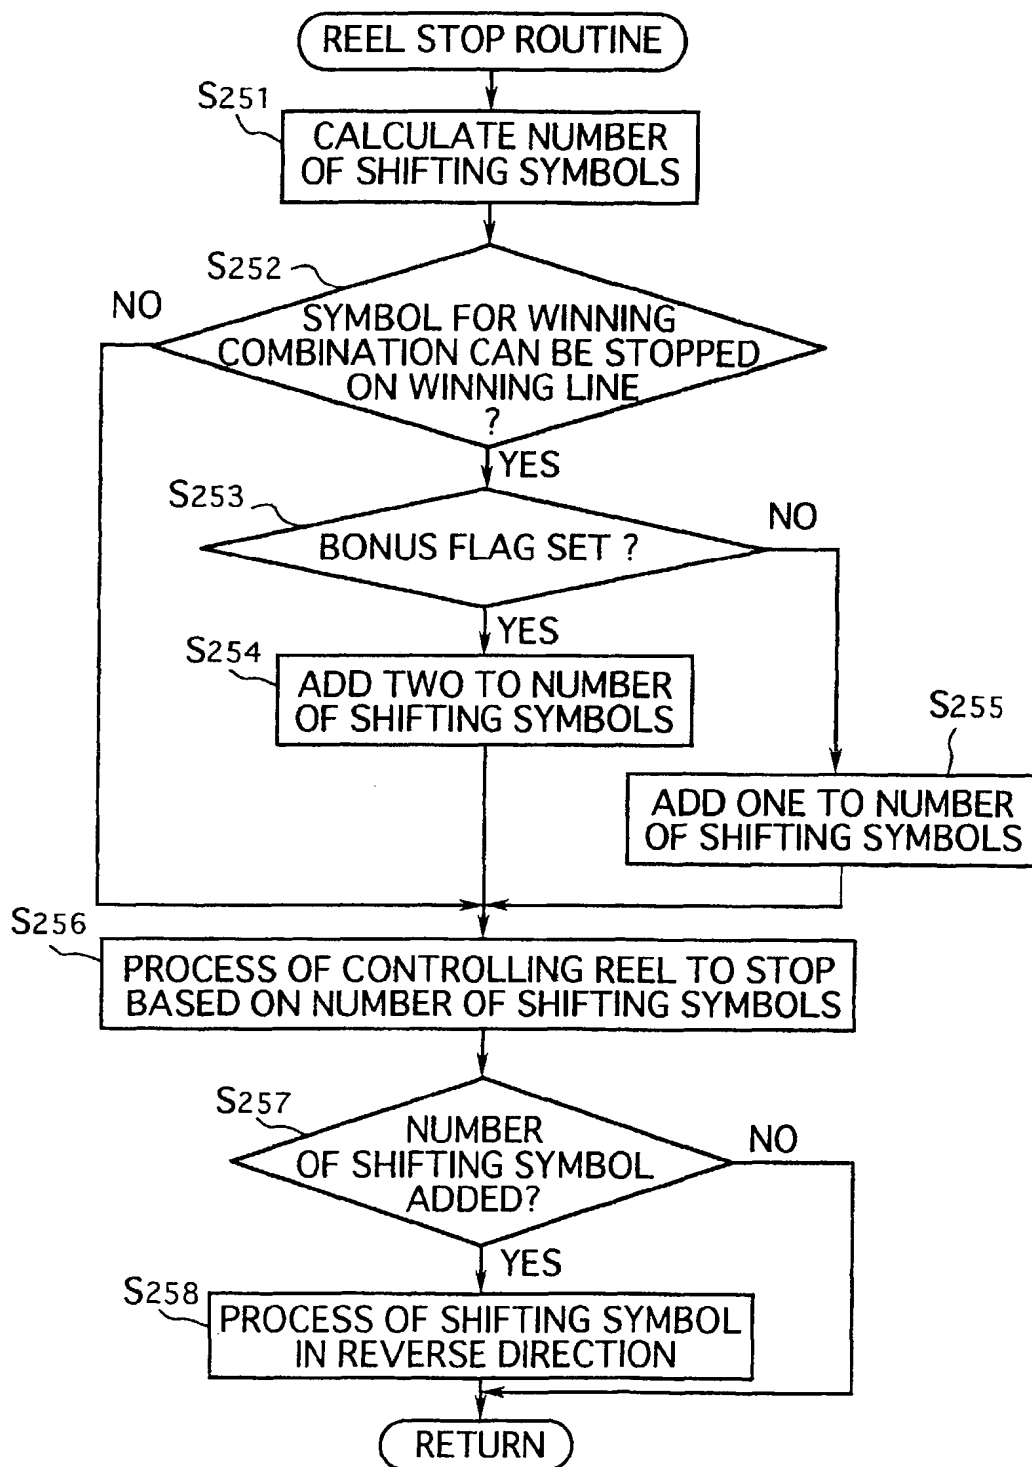 REEL STOP ROUTINE
S251
CALCULATE NUMBER
OF SHIFTING SYMBOLS
S252
NO
SYMBOL FOR WINNING
COMBINATION CAN BE STOPPED
ON WINNING LINE
?
YES
S253
NO
BONUS FLAG SET ?
YES
S254
ADD TWO TO NUMBER
OF SHIFTING SYMBOLS
S255
ADD ONE TO NUMBER
OF SHIFTING SYMBOLS
S256
PROCESS OF CONTROLLING REEL TO STOP
BASED ON NUMBER OF SHIFTING SYMBOLS
S257
NUMBER
OF SHIFTING SYMBOL
ADDED?
NO
YES
S258
PROCESS OF SHIFTING SYMBOL
IN REVERSE DIRECTION
RETURN